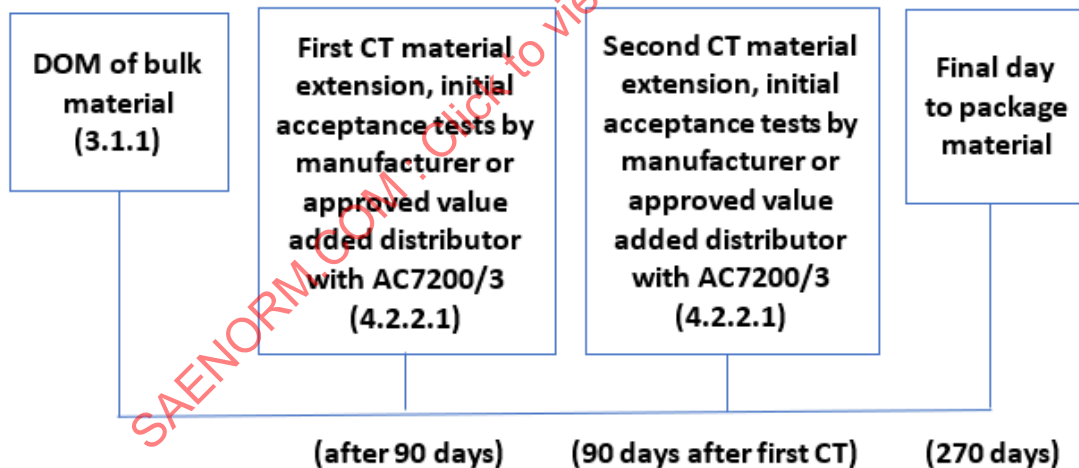 DOM of bulk
material
(3.1.1)
First CT material
extension, initial
acceptance tests by
manufacturer or
approved value
added distributor
with AC7200/3
(4.2.2.1)
Second CT material
extension, initial
acceptance tests by
manufacturer or
approved value
added distributor
with AC7200/3
(4.2.2.1)
Final day
to package
material
(after 90 days)
(90 days after first CT)
(270 days)
SAENORM.COM : Click to vie